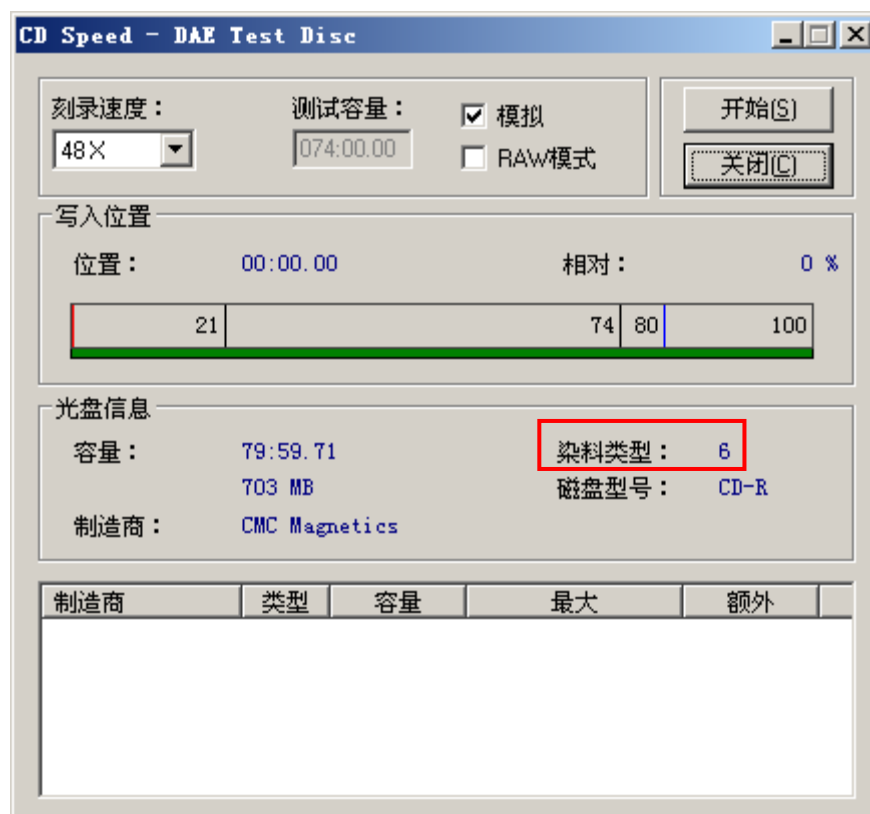 CD Speed - DAE Test Disc
刻录速度： 测试容量： 模拟 开始(S)
48X 074:00.00 RAW模式 关闭(C)
写入位置
位置： 00:00.00 相对： 0 %
21 74 80 100
光盘信息
容量： 79:59.71 染料类型： 6
703 MB 磁盘型号： CD-R
制造商： CMC Magnetics
制造商 类型 容量 最大 额外